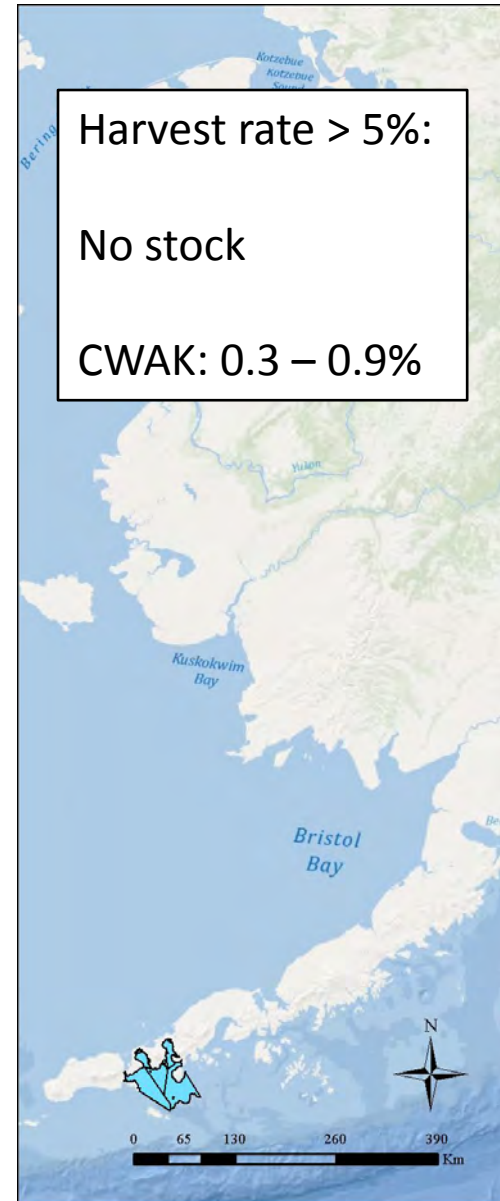 Kotzebue
Kotzebue
Sound
Bering
Harvest rate > 5%:
No stock
CWAK: 0.3 – 0.9%
Yukon
Kuskokwim
Bay
Bristol
Bay
Be
N
0 65 130 260 390
Km